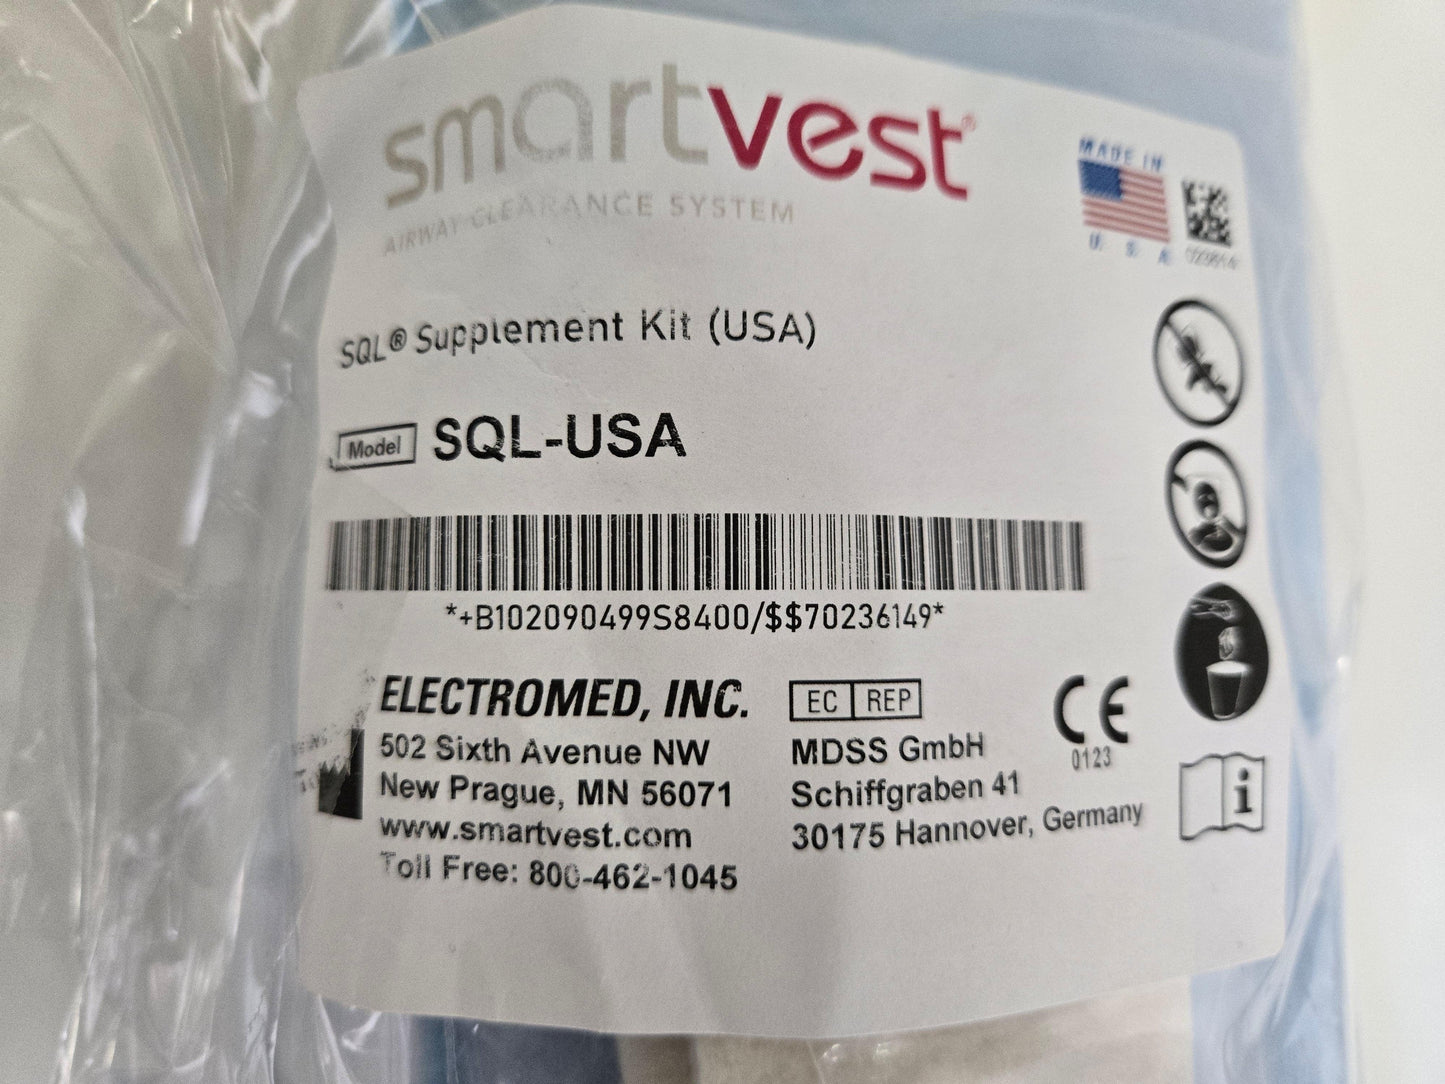 smartvest®
AIRWAY CLEARANCE SYSTEM
MADE IN
U. S. A.
023614
SQL® Supplement Kit (USA)
Model SQL-USA
*+B102090499S8400/$$70236149*
ELECTROMED, INC.
502 Sixth Avenue NW
New Prague, MN 56071
www.smartvest.com
Toll Free: 800-462-1045
EC REP
MDSS GmbH
Schiffgraben 41
30175 Hannover, Germany
CE
0123
i